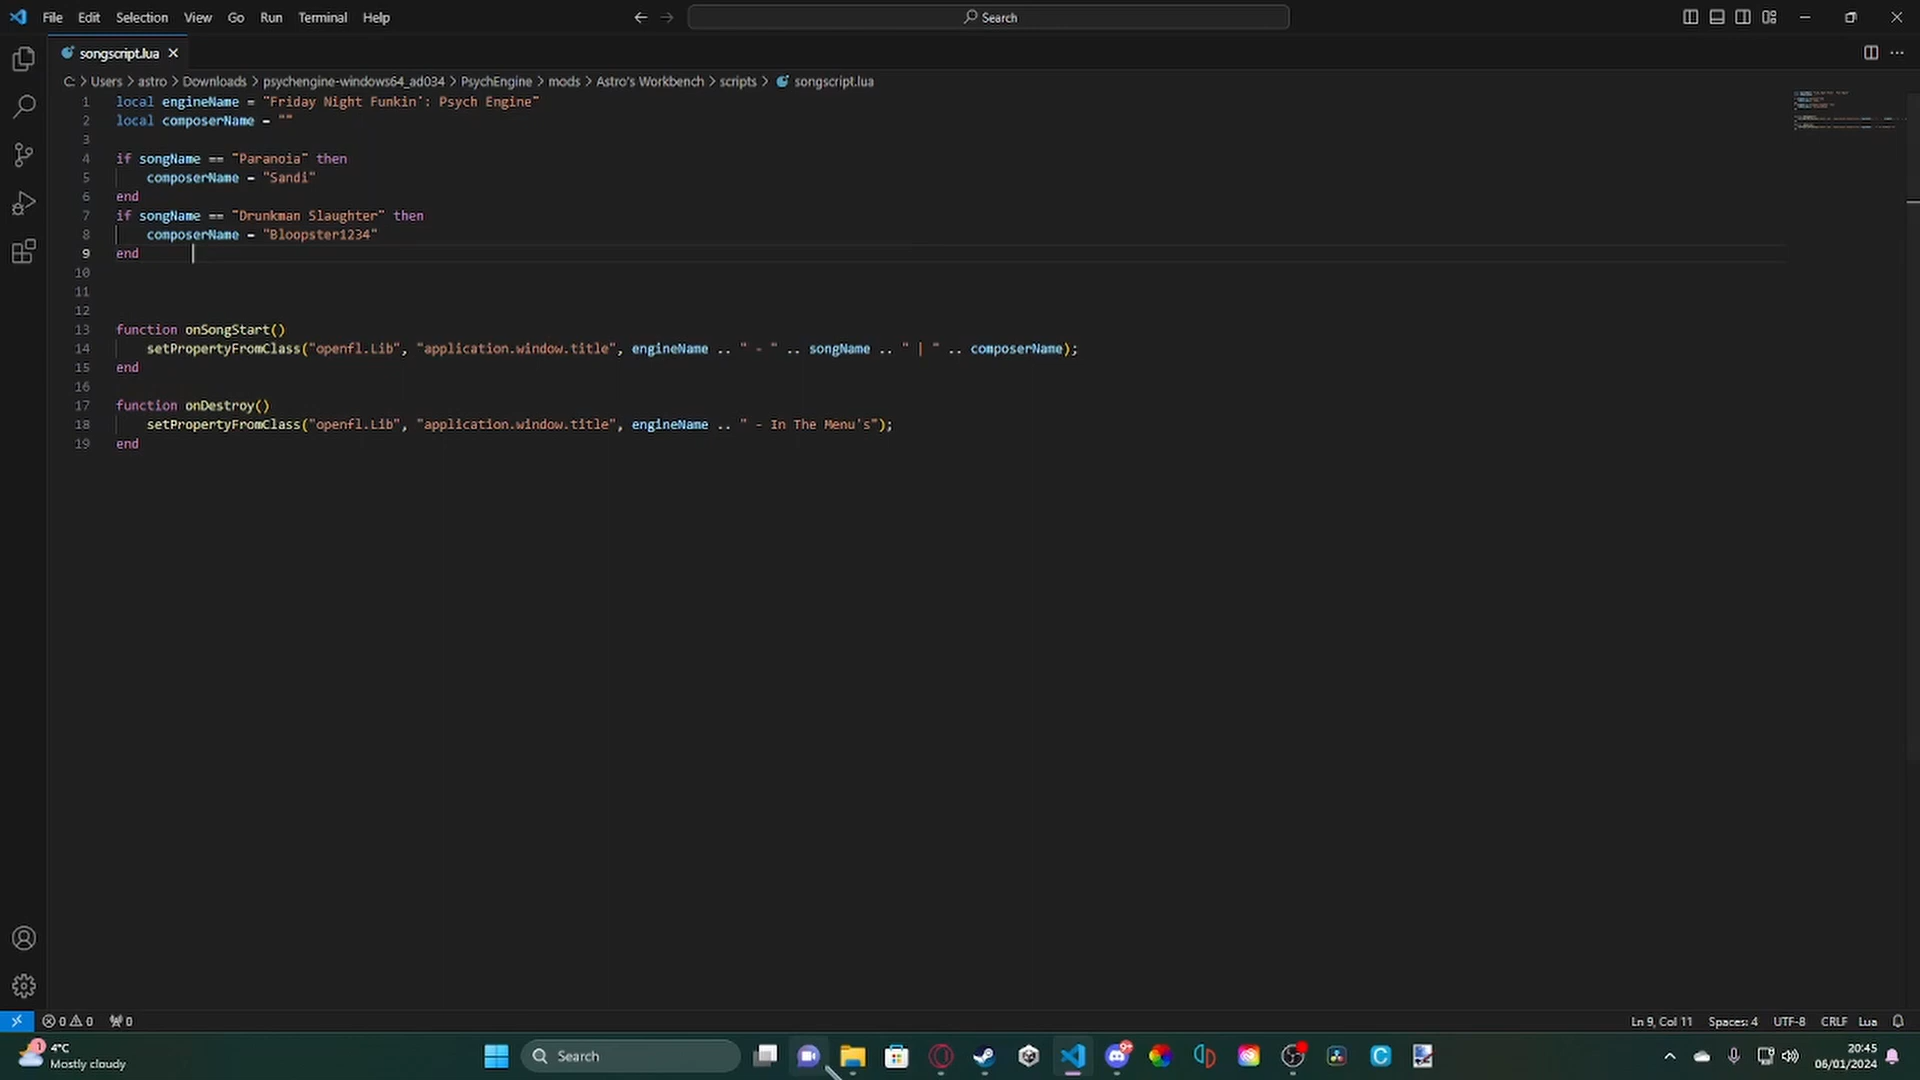 File Edit Selection View Go Run Terminal Help
Search
songscript.lua
C: > Users > astro > Downloads > psychengine-windows64_ad034 > PsychEngine > mods > Astro's Workbench > scripts > songscript.lua
1 local engineName = "Friday Night Funkin': Psych Engine"
2 local composerName = ""
3
4 if songName == "Paranoia" then
5 composerName = "Sandi"
6 end
7 if songName == "Drunkman Slaughter" then
8 composerName = "Bloopster1234"
9 end
10
11
12
13 function onSongStart()
14 setPropertyFromClass("openfl.Lib", "application.window.title", engineName .. " - " .. songName .. " | " .. composerName);
15 end
16
17 function onDestroy()
18 setPropertyFromClass("openfl.Lib", "application.window.title", engineName .. " - In The Menu's");
19 end
0 0 0 Ln 9, Col 11 Spaces: 4 UTF-8 CRLF Lua
1 4°C
Mostly cloudy
Search
9+
20:45
06/01/2024